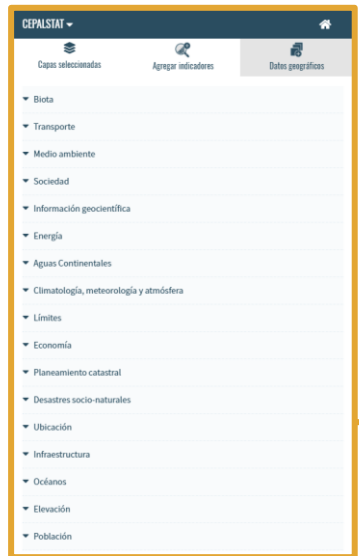 CEPALSTAT
Capas seleccionadas
Agregar indicadores
Datos geográficos
Biota
Transporte
Medio ambiente
Sociedad
Información geocientífica
Energía
Aguas Continentales
Climatología, meteorología y atmósfera
Límites
Economía
Planeamiento catastral
Desastres socio-naturales
Ubicación
Infraestructura
Océanos
Elevación
Población